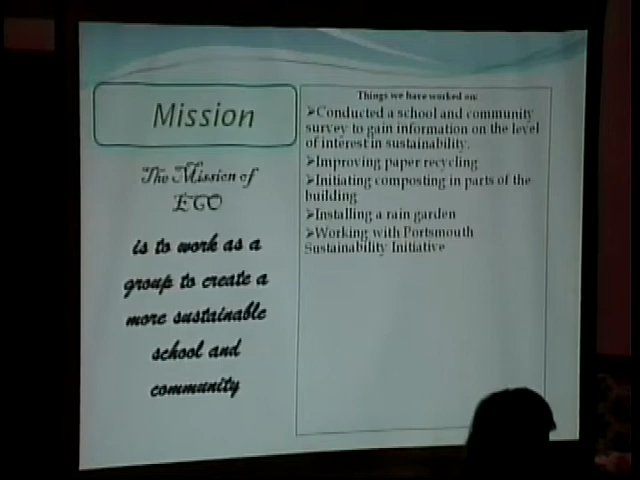 Mission
The Mission of
ECO
is to work as a
group to create a
more sustainable
school and
community
Things we have worked on:
➢Conducted a school and community
survey to gain information on the level
of interest in sustainability.
➢Improving paper recycling
➢Initiating composting in parts of the
building
➢Installing a rain garden
➢Working with Portsmouth
Sustainability Initiative